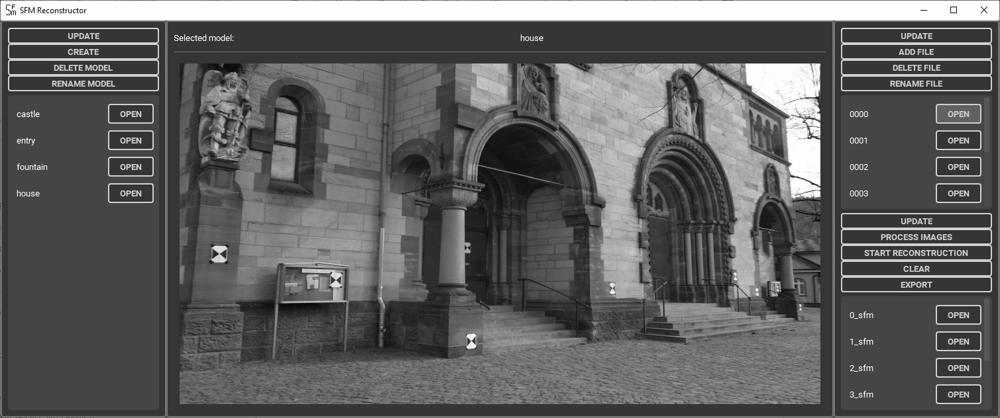 CF
Sm
SFM Reconstructor
UPDATE
CREATE
DELETE MODEL
RENAME MODEL
castle OPEN
entry OPEN
fountain OPEN
house OPEN
Selected model: house
UPDATE
ADD FILE
DELETE FILE
RENAME FILE
0000 OPEN
0001 OPEN
0002 OPEN
0003 OPEN
UPDATE
PROCESS IMAGES
START RECONSTRUCTION
CLEAR
EXPORT
0_sfm OPEN
1_sfm OPEN
2_sfm OPEN
3_sfm OPEN